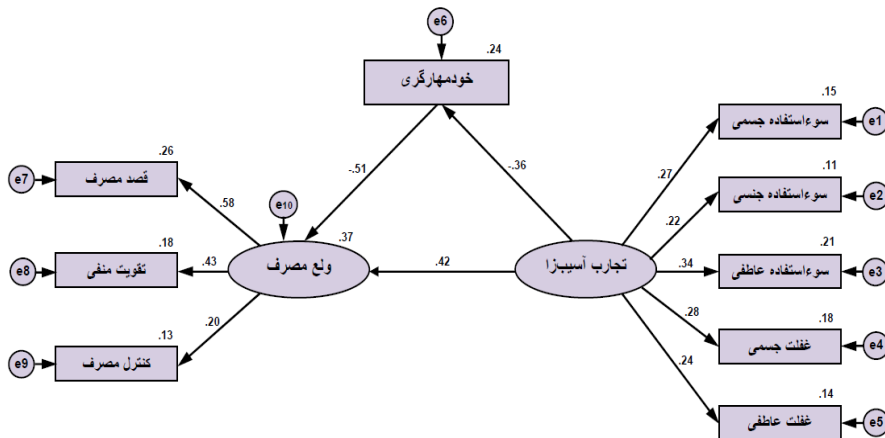 e6
.24
خودمهارگری
.15
سوءاستفاده جسمی
e1
.26
قصد مصرف
e7
-.51
-.36
.27
.11
سوءاستفاده جنسی
e2
.58
e10
.22
.37
.18
تقویت منفی
e8
.43
ولع مصرف
.42
تجارب آسیب‌زا
.34
.21
سوءاستفاده عاطفی
e3
.20
.28
.13
کنترل مصرف
e9
.18
غفلت جسمی
e4
.24
.14
غفلت عاطفی
e5